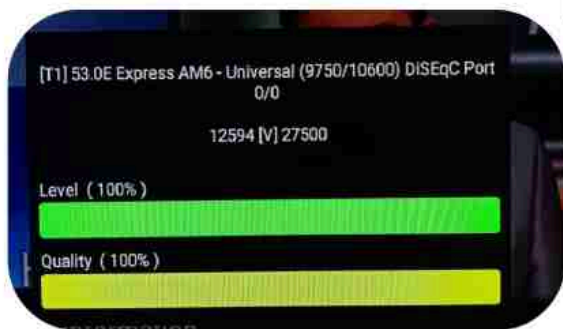 [T1] 53.0E Express AM6 - Universal (9750/10600) DiSEqC Port
0/0
12594 [V] 27500
Level ( 100% )
Quality ( 100% )